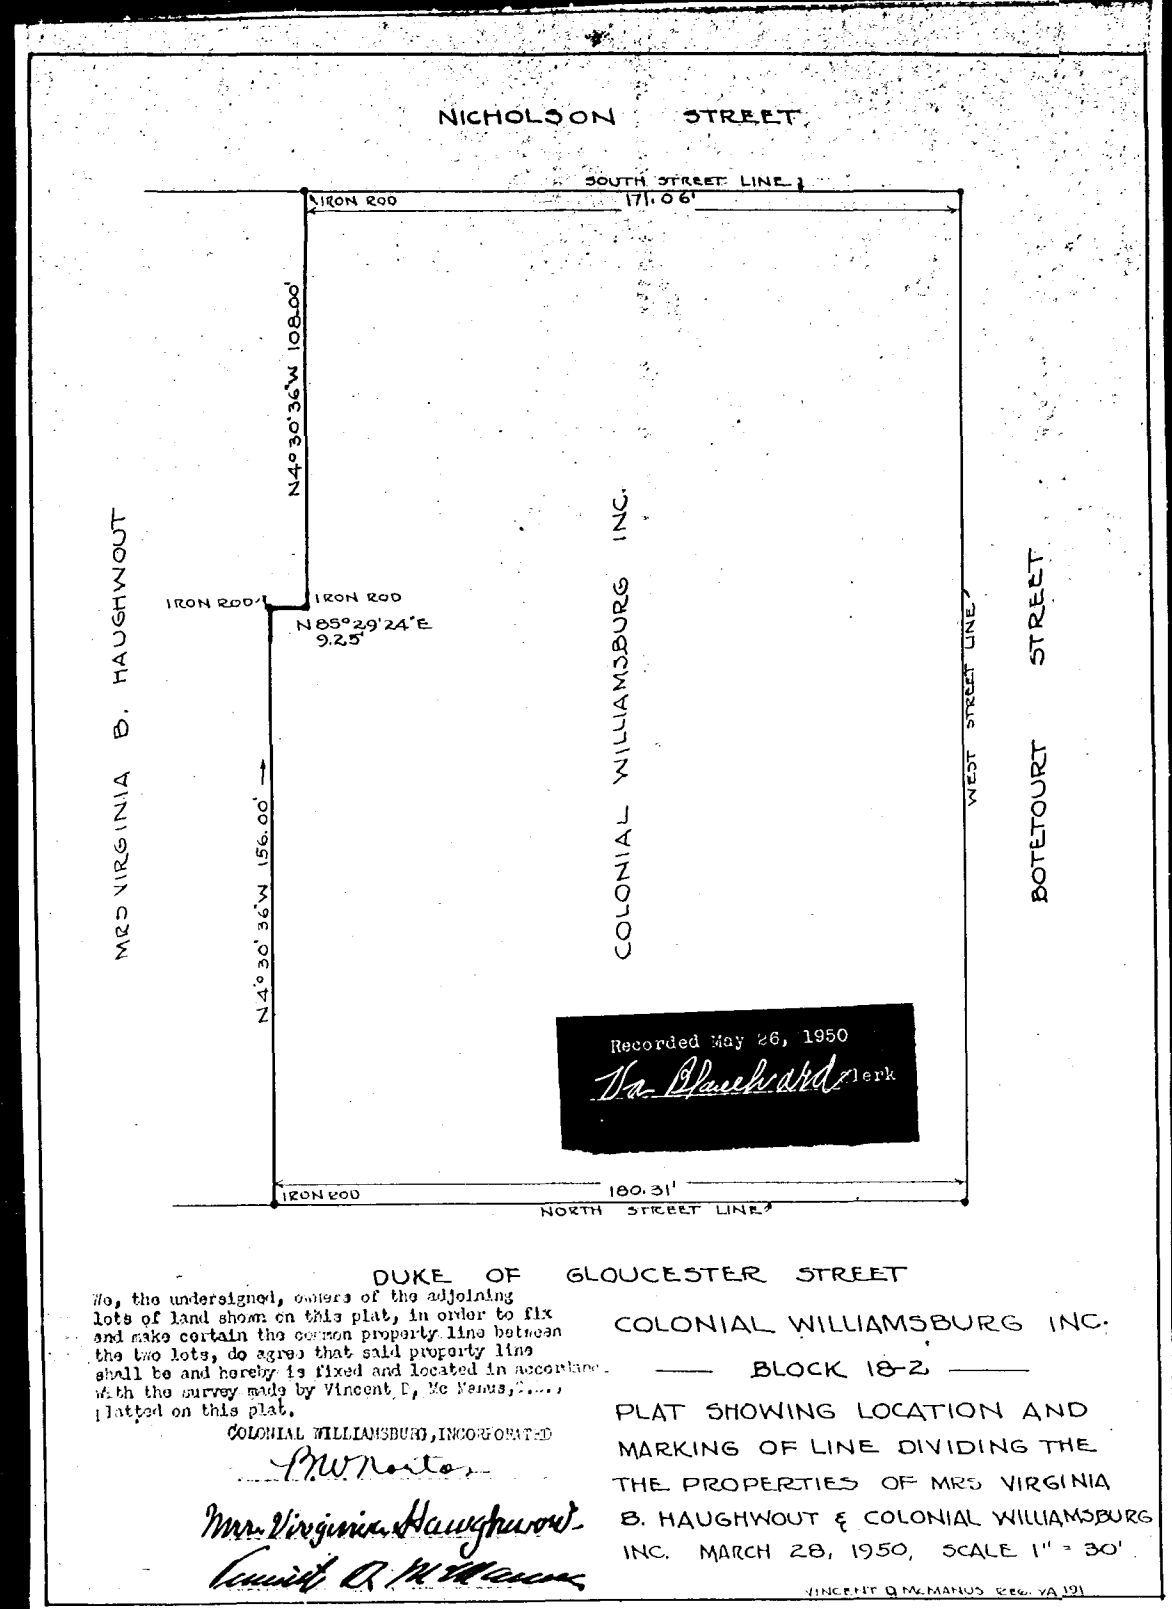 NICHOLSON STREET
SOUTH STREET LINE
IRON ROD
171.06'
N4°30'36"W 108.00'
MRS VIRGINIA B. HAUGHWOUT
IRON ROD
IRON ROD
N85°29'24"E
9.25'
COLONIAL WILLIAMSBURG INC.
WEST STREET LINE
BOTETOURT STREET
N4°30'36"W 156.00'
Recorded May 26, 1950
Clerk
IRON ROD
180.31'
NORTH STREET LINE
DUKE OF GLOUCESTER STREET
We, the undersigned, owners of the adjoining
lots of land shown on this plat, in order to fix
and make certain the common property line between
the two lots, do agree that said property line
shall be and hereby is fixed and located in accordance
with the survey made by Vincent D. Mc Manus,
platted on this plat.
COLONIAL WILLIAMSBURG, INCORPORATED
Mrs. Virginia Haughwout
Vincent D. McManus
COLONIAL WILLIAMSBURG INC.
BLOCK 18-2
PLAT SHOWING LOCATION AND
MARKING OF LINE DIVIDING THE
THE PROPERTIES OF MRS VIRGINIA
B. HAUGHWOUT & COLONIAL WILLIAMSBURG
INC. MARCH 28, 1950, SCALE 1" = 30'
VINCENT D McMANUS REG. VA 191